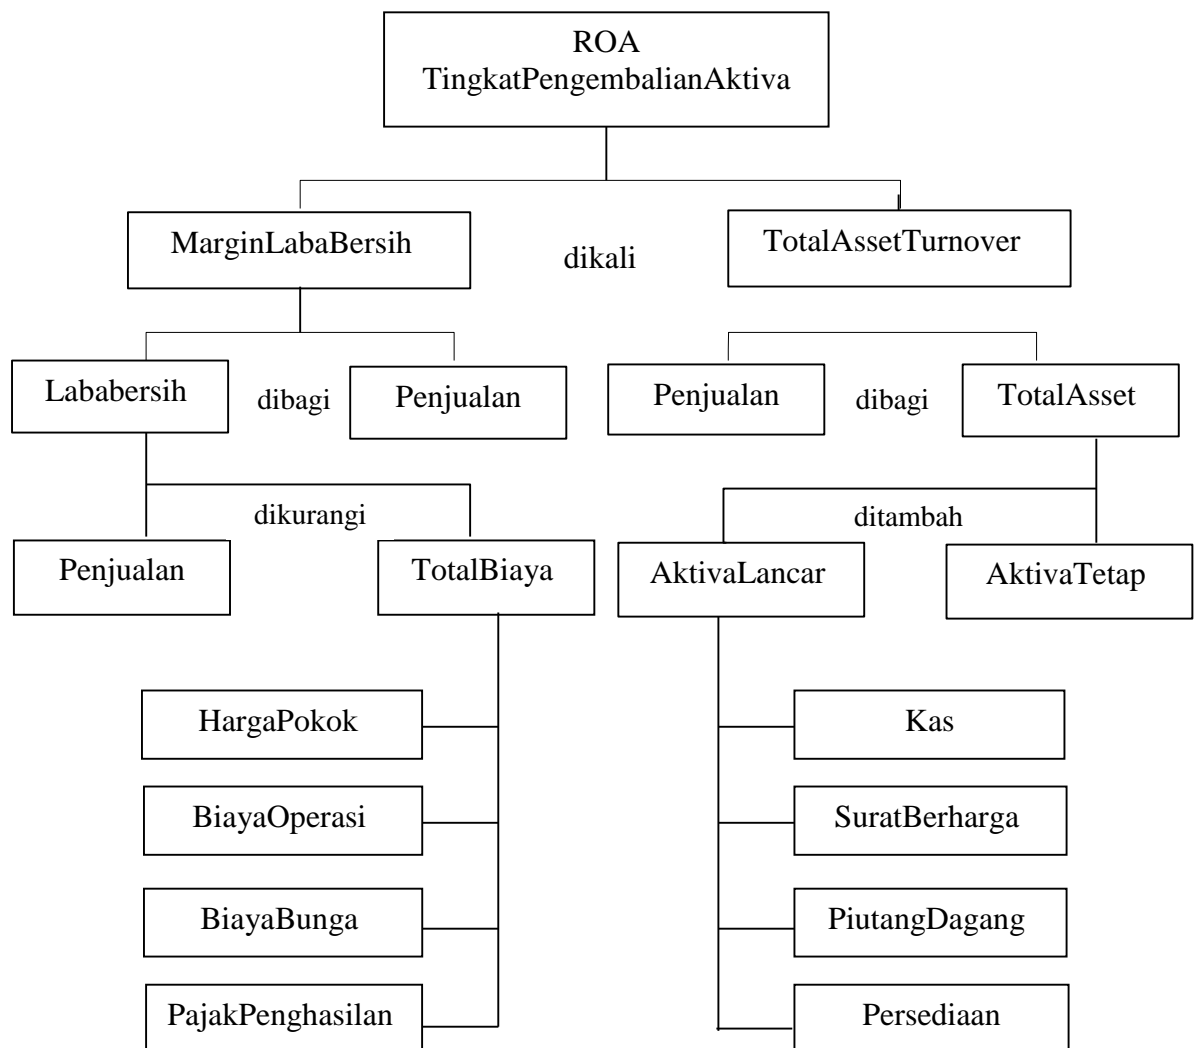 ROA
TingkatPengembalianAktiva
MarginLabaBersih
dikali
TotalAssetTurnover
Lababersih
dibagi
Penjualan
Penjualan
dibagi
TotalAsset
dikurangi
ditambah
Penjualan
TotalBiaya
AktivaLancar
AktivaTetap
HargaPokok
Kas
BiayaOperasi
SuratBerharga
BiayaBunga
PiutangDagang
PajakPenghasilan
Persediaan